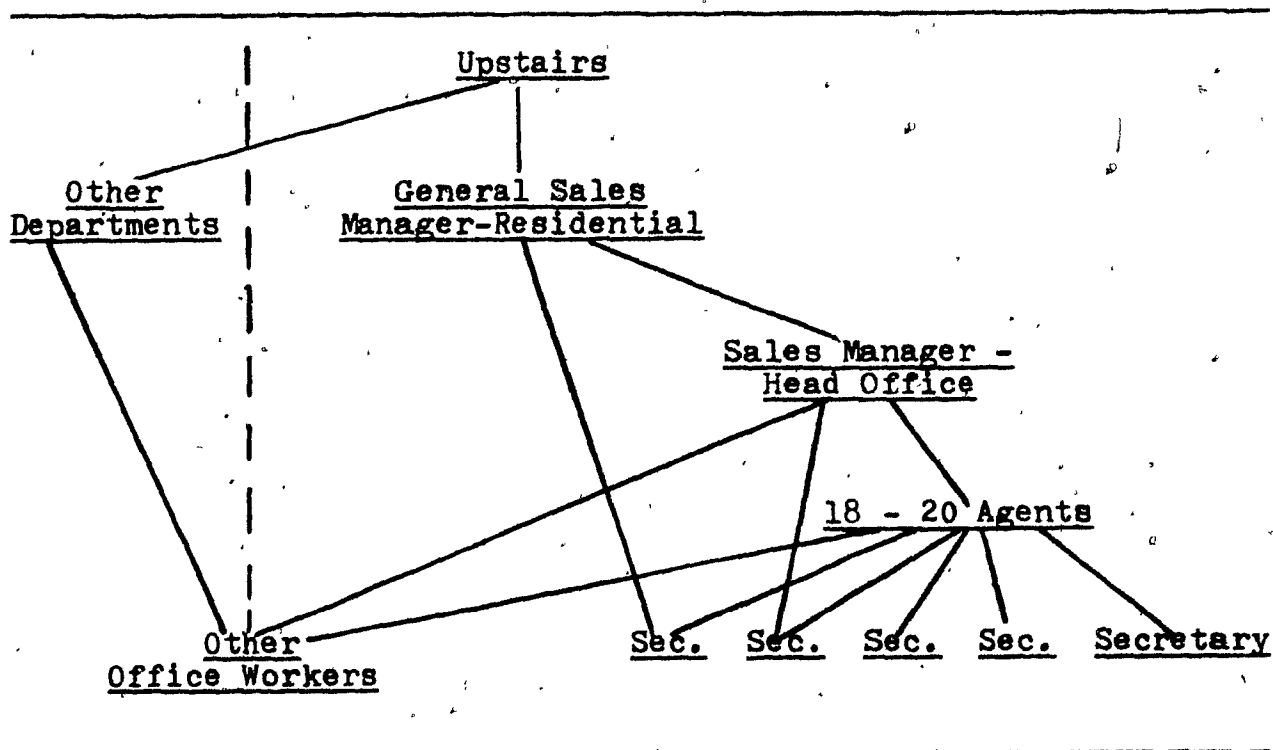 Upstairs
Other
Departments
General Sales
Manager-Residential
Sales Manager -
Head Office
18 - 20 Agents
Other
Office Workers
Sec.
Sec.
Sec.
Sec.
Secretary